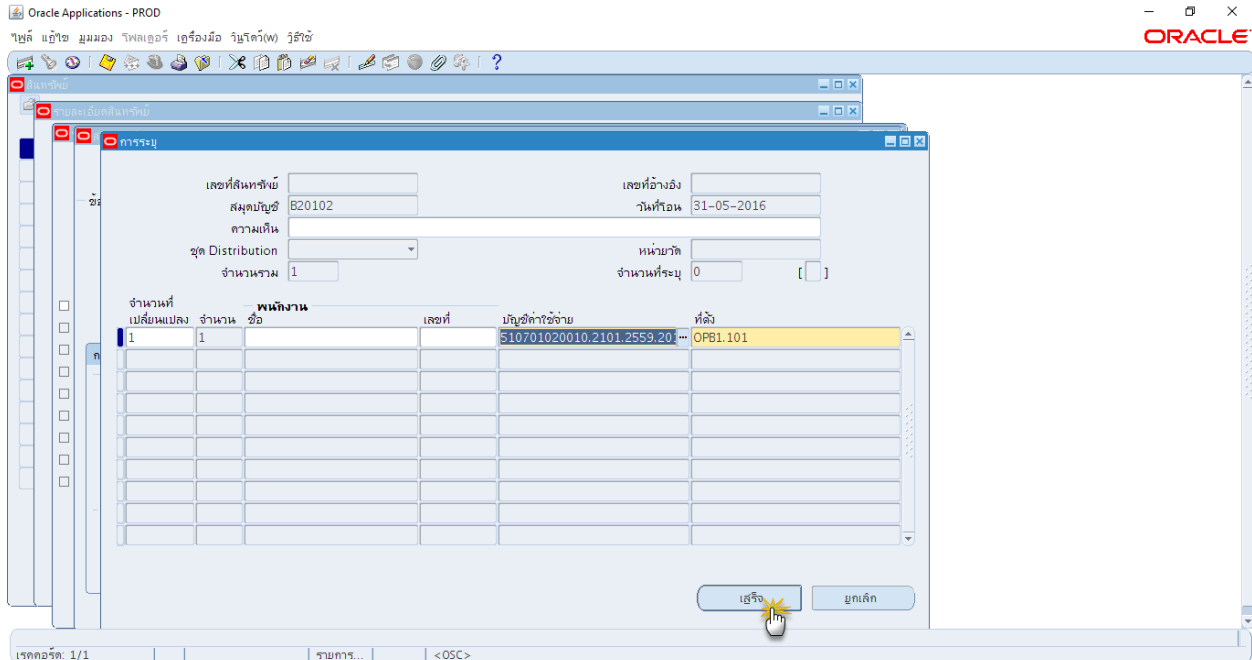 Oracle Applications - PROD
ไฟล์ แก้ไข มุมมอง โฟลเดอร์ เครื่องมือ วินโดว์(W) วิธีใช้
ORACLE
สินทรัพย์
รายละเอียดสินทรัพย์
การระบุ
เลขที่สินทรัพย์ เลขที่อ้างอิง
สมุดบัญชี B20102 วันที่โอน 31-05-2016
ความเห็น
ชุด Distribution หน่วยวัด
จำนวนรวม 1 จำนวนที่ระบุ 0 [ ]
จำนวนที่ พนักงาน
เปลี่ยนแปลง จำนวน ชื่อ เลขที่ บัญชีค่าใช้จ่าย ที่ตั้ง
1 1 510701020010.2101.2559.201 ... OPB1.101
เสร็จ ยกเลิก
เรคคอร์ด: 1/1 รายการ... <OSC>